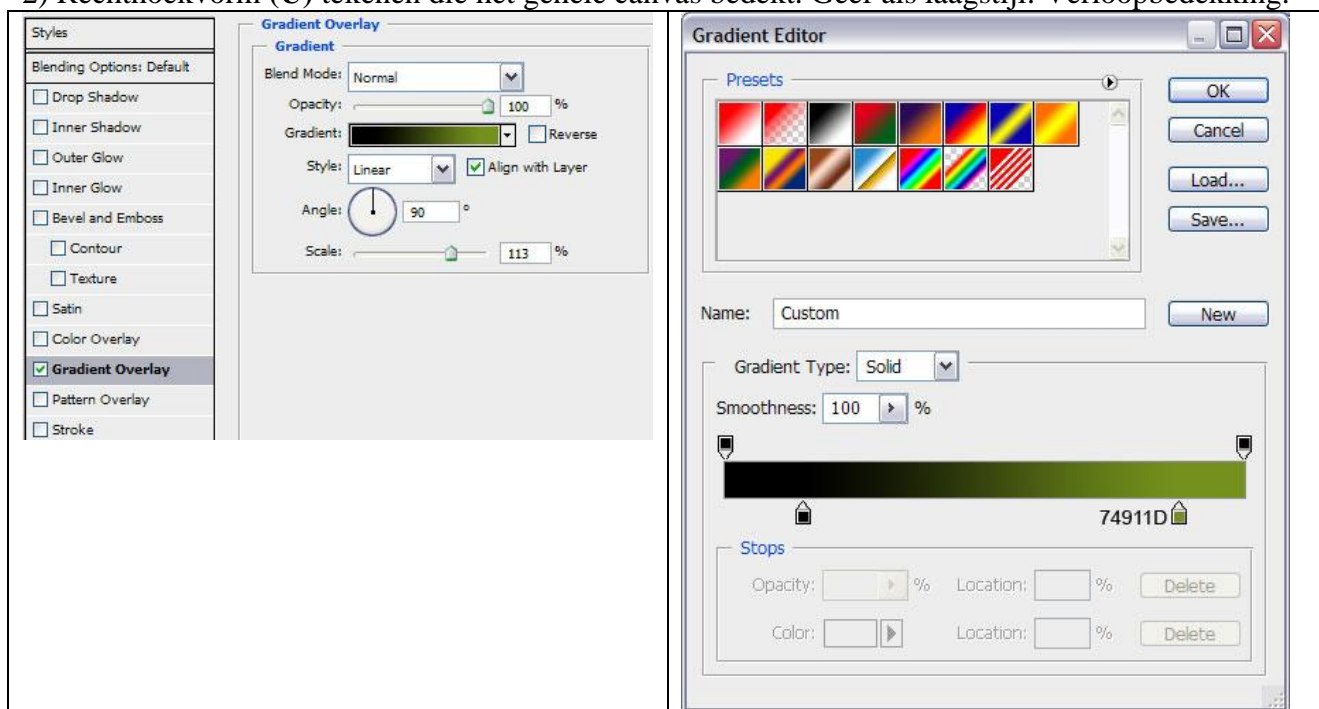 2) Rechthoekvorm (U) tekenen die het gehele canvas bedekt. Geef als laagstijl: Verloopbedekking.
Styles
Blending Options: Default
Drop Shadow
Inner Shadow
Outer Glow
Inner Glow
Bevel and Emboss
Contour
Texture
Satin
Color Overlay
Gradient Overlay
Pattern Overlay
Stroke
Gradient Overlay
Gradient
Blend Mode: Normal
Opacity: 100 %
Gradient: Reverse
Style: Linear Align with Layer
Angle: 90 °
Scale: 113 %
Gradient Editor
Presets
OK
Cancel
Load...
Save...
Name: Custom
New
Gradient Type: Solid
Smoothness: 100 %
74911D
Stops
Opacity: % Location: % Delete
Color: Location: % Delete